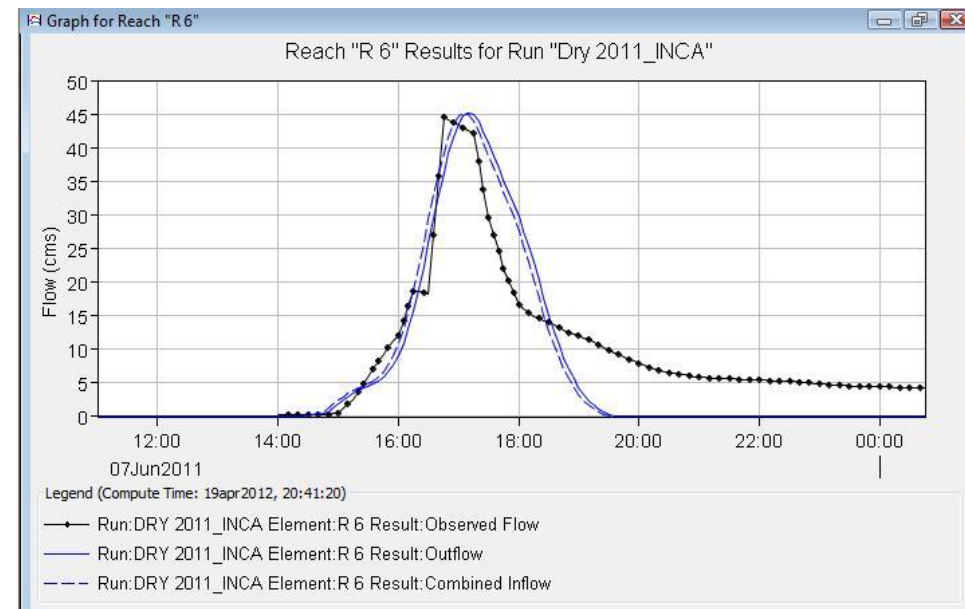 Graph for Reach "R 6"
Reach "R 6" Results for Run "Dry 2011_INCA"
50
45
40
35
30
25
20
15
10
5
0
Flow (cms)
12:00 14:00 16:00 18:00 20:00 22:00 00:00
07Jun2011
Legend (Compute Time: 19apr2012, 20:41:20)
Run:DRY 2011_INCA Element:R 6 Result:Observed Flow
Run:DRY 2011_INCA Element:R 6 Result:Outflow
Run:DRY 2011_INCA Element:R 6 Result:Combined Inflow